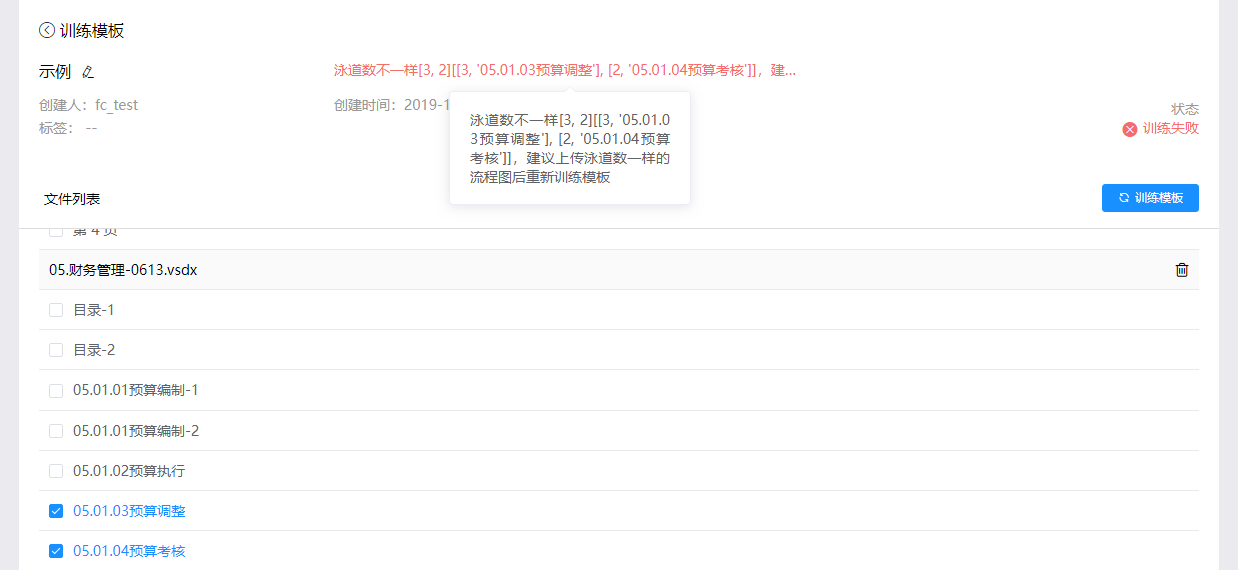 训练模板
示例
泳道数不一样[3, 2][[3, '05.01.03预算调整'], [2, '05.01.04预算考核']]，建...
创建人：fc_test
创建时间：2019-1
标签： --
泳道数不一样[3, 2][[3, '05.01.0
3预算调整'], [2, '05.01.04预算
考核']]，建议上传泳道数一样的
流程图后重新训练模板
状态
训练失败
文件列表
训练模板
第 4 页
05.财务管理-0613.vsdx
目录-1
目录-2
05.01.01预算编制-1
05.01.01预算编制-2
05.01.02预算执行
05.01.03预算调整
05.01.04预算考核